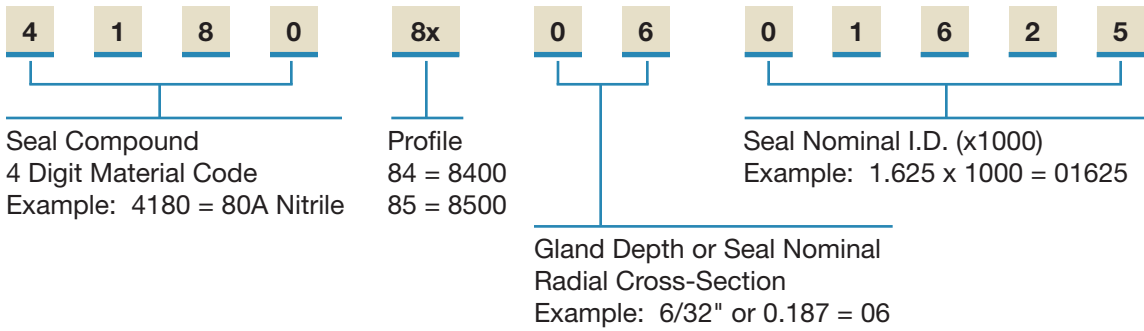 4 1 8 0 8x 0 6 0 1 6 2 5
Seal Compound
4 Digit Material Code
Example: 4180 = 80A Nitrile
Profile
84 = 8400
85 = 8500
Seal Nominal I.D. (x1000)
Example: 1.625 x 1000 = 01625
Gland Depth or Seal Nominal
Radial Cross-Section
Example: 6/32" or 0.187 = 06